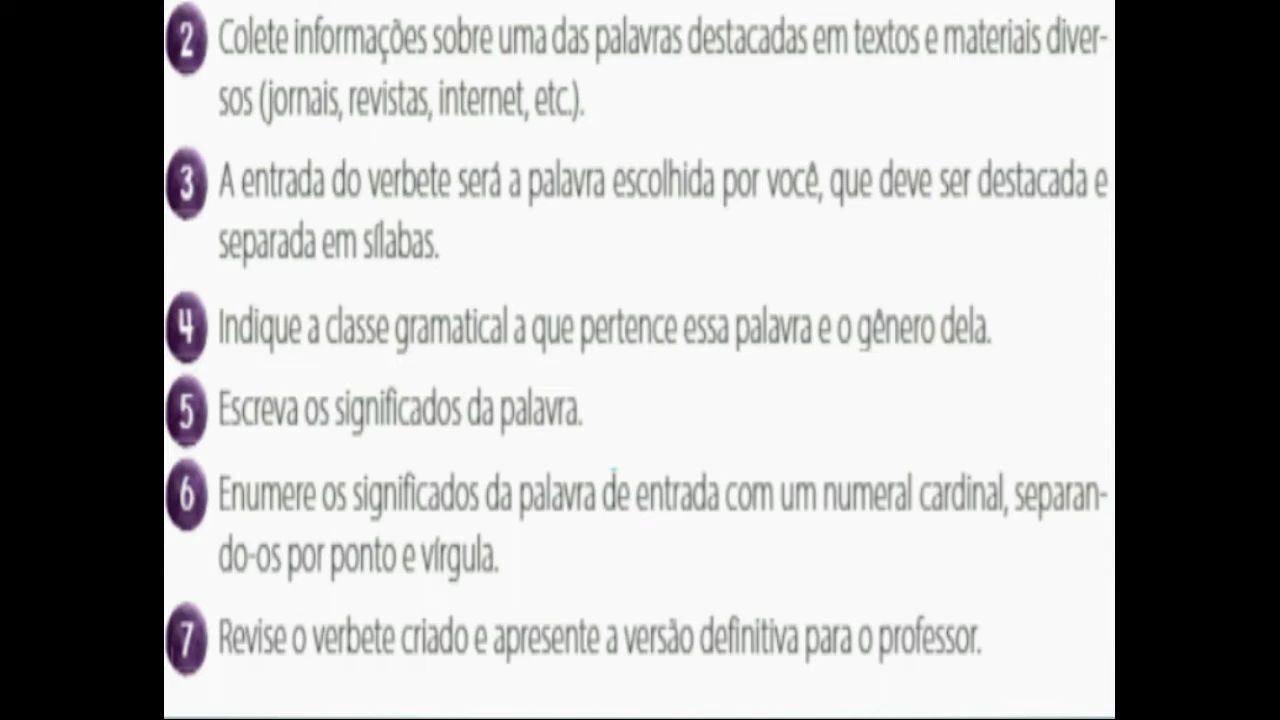 2 Colete informações sobre uma das palavras destacadas em textos e materiais diver-
sos (jornais, revistas, internet, etc.).
3 A entrada do verbete será a palavra escolhida por você, que deve ser destacada e
separada em sílabas.
4 Indique a classe gramatical a que pertence essa palavra e o gênero dela.
5 Escreva os significados da palavra.
6 Enumere os significados da palavra de entrada com um numeral cardinal, separan-
do-os por ponto e vírgula.
7 Revise o verbete criado e apresente a versão definitiva para o professor.